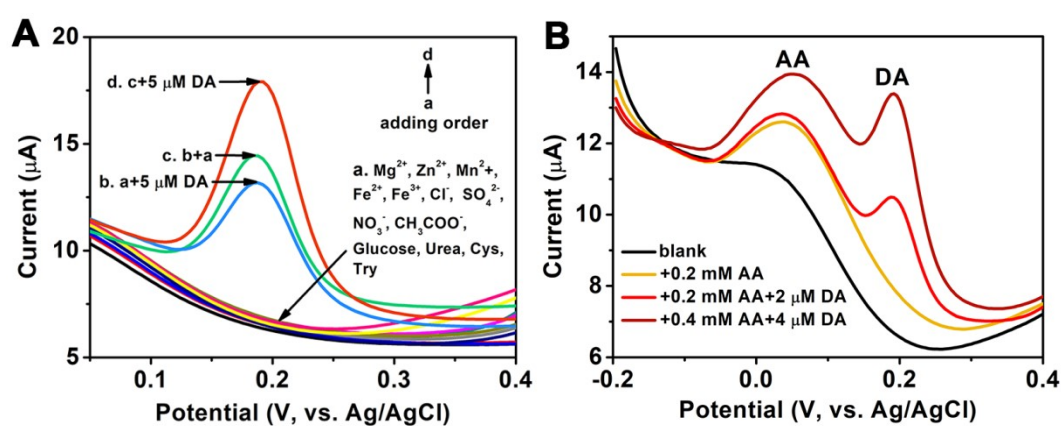 A
Current (μA)
20
15
10
5
0.1 0.2 0.3 0.4
Potential (V, vs. Ag/AgCl)
d. c+5 μM DA
c. b+a
b. a+5 μM DA
d
a
adding order
a. Mg²⁺, Zn²⁺, Mn²+,
Fe²⁺, Fe³⁺, Cl⁻, SO₄²⁻,
NO₃⁻, CH₃COO⁻,
Glucose, Urea, Cys,
Try
B
Current (μA)
14
12
10
8
6
-0.2 0.0 0.2 0.4
Potential (V, vs. Ag/AgCl)
AA
DA
blank
+0.2 mM AA
+0.2 mM AA+2 μM DA
+0.4 mM AA+4 μM DA